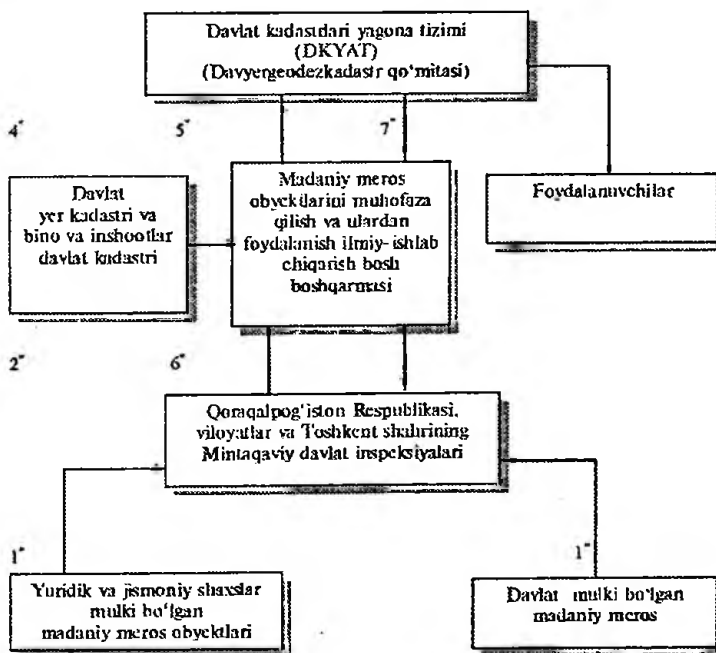 Davlat kadastrlari yagona tizimi
(DKYAT)
(Davyergeodezkadastr qo‘mitasi)
4*
5*
7*
Davlat
yer kadastri va
bino va inshootlar
davlat kadastri
Madaniy meros
obyektlarini muhofaza
qilish va ulardan
foydalanish ilmiy-ishlab
chiqarish bosh
boshqarmasi
Foydalanuvchilar
2*
6*
Qoraqalpog‘iston Respublikasi,
viloyatlar va Toshkent shahrining
Mintaqaviy davlat inspeksiyalari
1*
1*
Yuridik va jismoniy shaxslar
mulki bo‘lgan
madaniy meros obyektlari
Davlat mulki bo‘lgan
madaniy meros